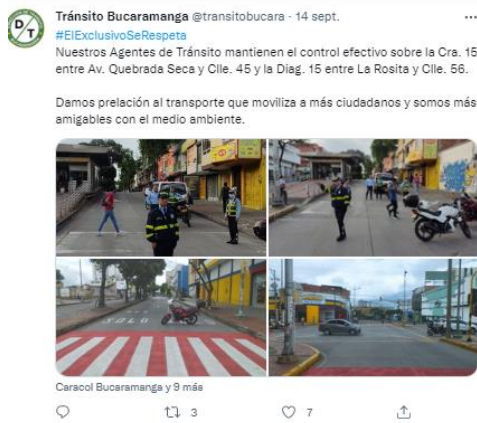 D/T
Tránsito Bucaramanga @transitobucara · 14 sept.
#ElExclusivoSeRespeta
Nuestros Agentes de Tránsito mantienen el control efectivo sobre la Cra. 15
entre Av. Quebrada Seca y Clle. 45 y la Diag. 15 entre La Rosita y Clle. 56.
Damos prelación al transporte que moviliza a más ciudadanos y somos más
amigables con el medio ambiente.
SOLO
Caracol Bucaramanga y 9 más
3
7